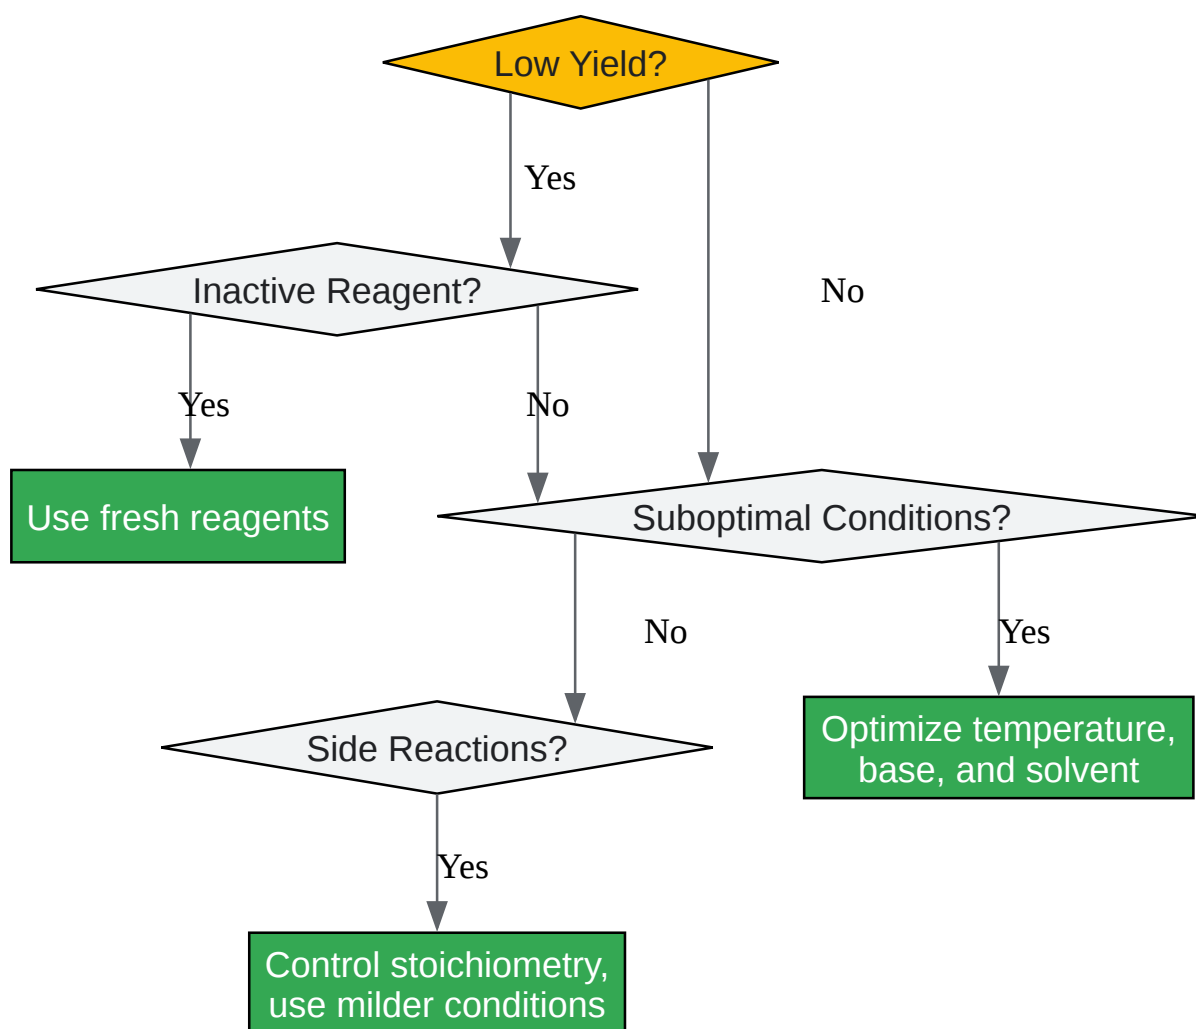 Low Yield?
Yes
Inactive Reagent?
No
Yes
No
Use fresh reagents
Suboptimal Conditions?
No
Yes
Side Reactions?
Optimize temperature,
base, and solvent
Yes
Control stoichiometry,
use milder conditions